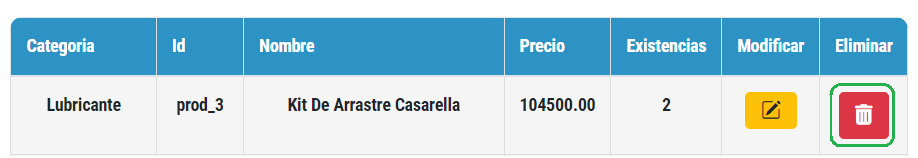 Categoria Id Nombre Precio Existencias Modificar Eliminar
Lubricante prod_3 Kit De Arrastre Casarella 104500.00 2